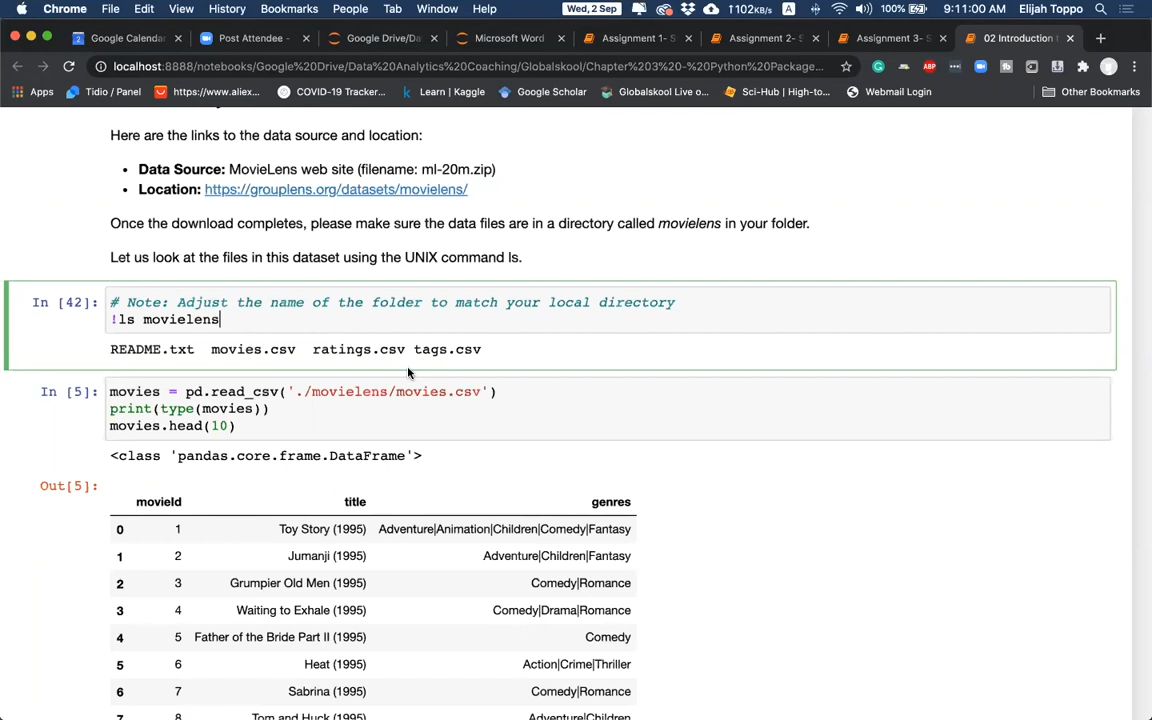 Chrome File Edit View History Bookmarks People Tab Window Help Wed, 2 Sep 1102KB/s A 100% 9:11:00 AM Elijah Toppo
Google Calenda Post Attendee - Google Drive/Da Microsoft Word Assignment 1- S Assignment 2- S Assignment 3- S 02 Introduction t
localhost:8888/notebooks/Google%20Drive/Data%20Analytics%20Coaching/Globalskool/Chapter%203%20-%20Python%20Package... ABP
Apps Tidio / Panel https://www.aliex... COVID-19 Tracker... Learn | Kaggle Google Scholar Globalskool Live O... Sci-Hub | High-to... Webmail Login Other Bookmarks
Here are the links to the data source and location:
• Data Source: MovieLens web site (filename: ml-20m.zip)
• Location: https://grouplens.org/datasets/movielens/
Once the download completes, please make sure the data files are in a directory called movielens in your folder.
Let us look at the files in this dataset using the UNIX command ls.
In [42]: # Note: Adjust the name of the folder to match your local directory
!ls movielens
README.txt movies.csv ratings.csv tags.csv
In [5]: movies = pd.read_csv('./movielens/movies.csv')
print(type(movies))
movies.head(10)
<class 'pandas.core.frame.DataFrame'>
Out[5]:
movieId title genres
0 1 Toy Story (1995) Adventure|Animation|Children|Comedy|Fantasy
1 2 Jumanji (1995) Adventure|Children|Fantasy
2 3 Grumpier Old Men (1995) Comedy|Romance
3 4 Waiting to Exhale (1995) Comedy|Drama|Romance
4 5 Father of the Bride Part II (1995) Comedy
5 6 Heat (1995) Action|Crime|Thriller
6 7 Sabrina (1995) Comedy|Romance
7 8 Tom and Huck (1995) Adventure|Children